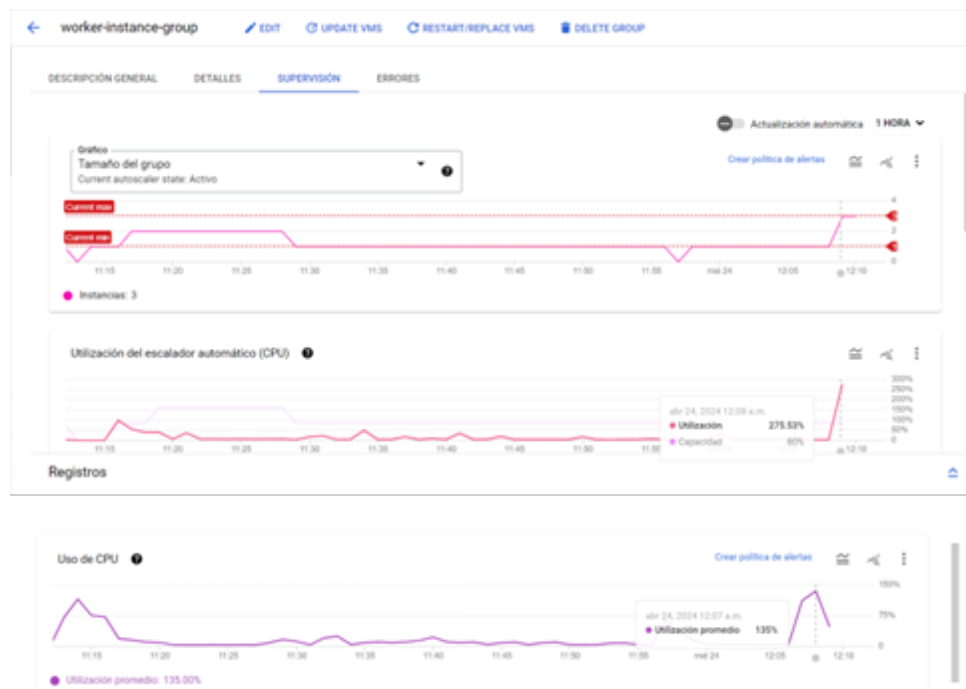 worker-instance-group EDIT UPDATE VMS RESTART/REPLACE VMS DELETE GROUP
DESCRIPCIÓN GENERAL DETALLES SUPERVISIÓN ERRORES
Actualización automática 1 HORA
Gráfico
Tamaño del grupo
Current autoscaler state: Activo
Crear política de alertas
Current max
Current min
4
2
0
11:15 11:20 11:25 11:30 11:35 11:40 11:45 11:50 11:55 mié 24 12:05 12:10
Instancias: 3
Utilización del escalador automático (CPU)
300%
250%
200%
150%
100%
50%
0
abr 24, 2024 12:08 a.m.
Utilización 275.53%
Capacidad 80%
11:15 11:20 11:25 11:30 11:35 11:40 11:45 11:50 11:55 12:10
Registros
Uso de CPU
Crear política de alertas
150%
75%
0
abr 24, 2024 12:07 a.m.
Utilización promedio 135%
11:15 11:20 11:25 11:30 11:35 11:40 11:45 11:50 11:55 mié 24 12:05 12:10
Utilización promedio: 135.00%